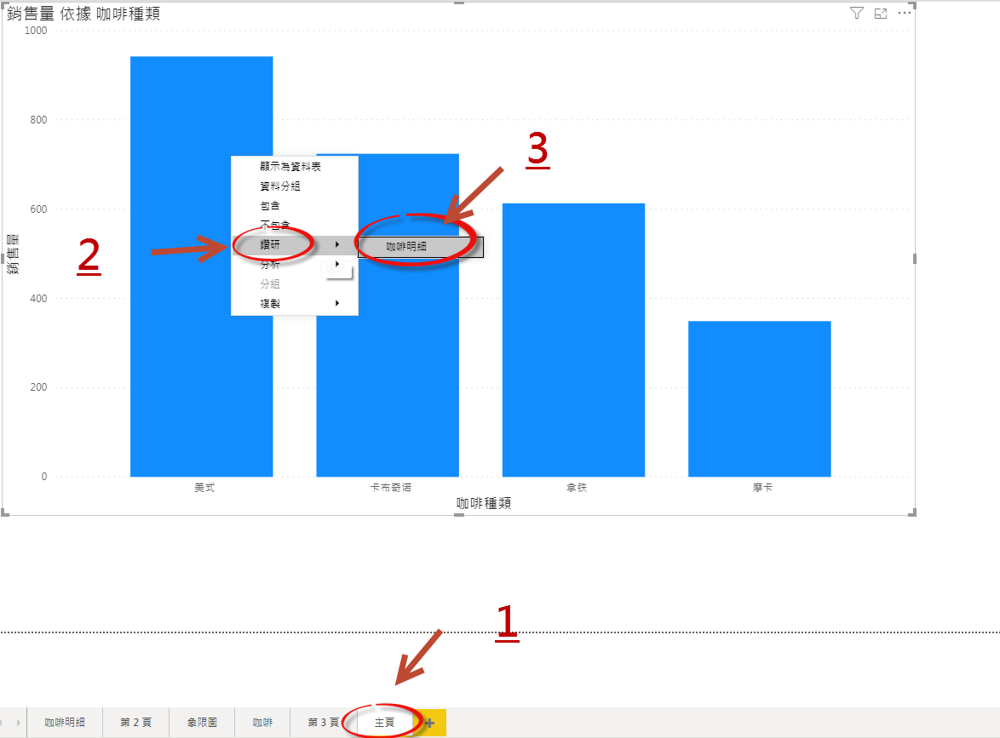 銷售量 依據 咖啡種類
1000
800
600
400
200
0
銷售量
美式
卡布奇诺
拿铁
摩卡
咖啡種類
顯示為資料表
資料分組
包含
不包含
鑽研
分析
分組
複製
咖啡明細
2
3
1
咖啡明細
第 2 頁
象限圖
咖啡
第 3 頁
主頁